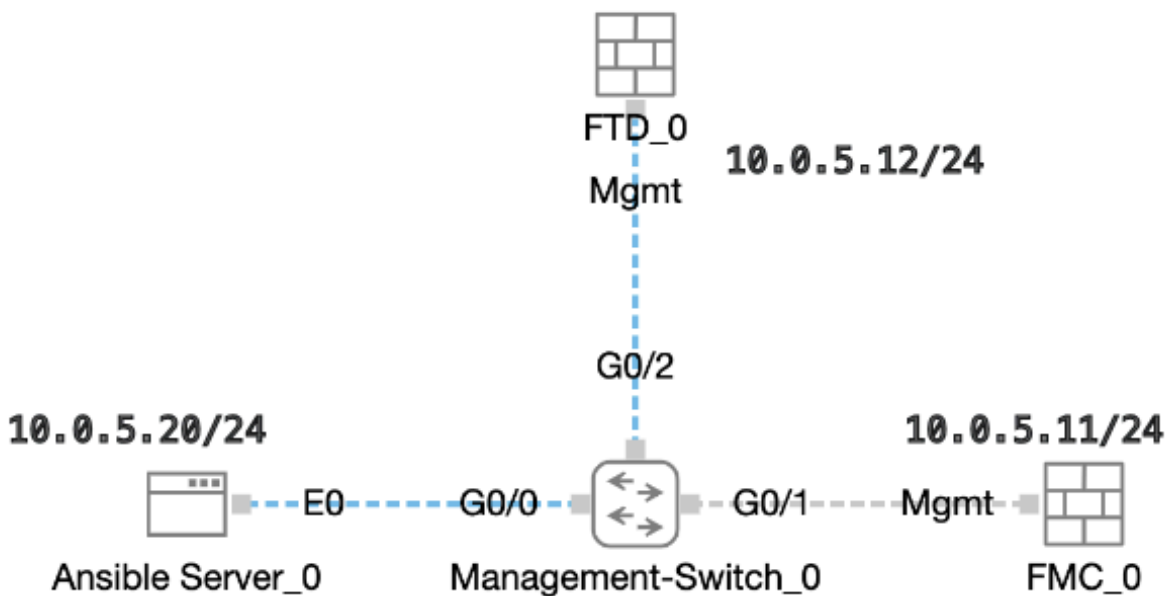 FTD_0
10.0.5.12/24
Mgmt
G0/2
10.0.5.20/24
10.0.5.11/24
E0
G0/0
G0/1
Mgmt
Ansible Server_0
Management-Switch_0
FMC_0